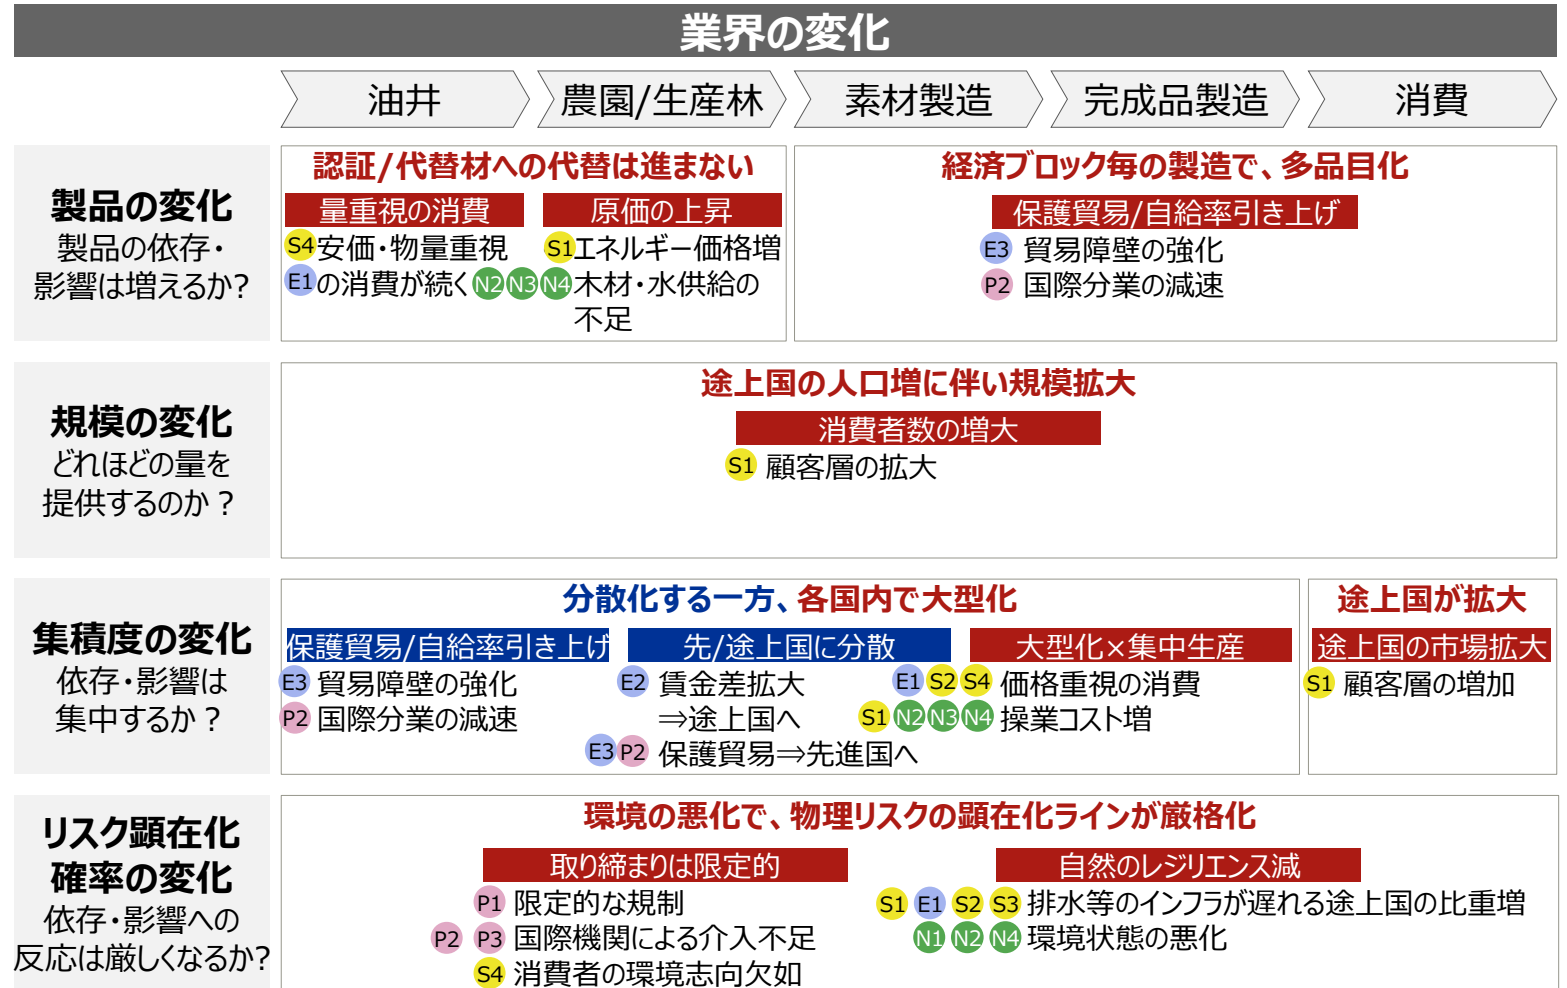 業界の変化
油井
農園/生産林
素材製造
完成品製造
消費
製品の変化
製品の依存・
影響は増えるか?
認証/代替材への代替は進まない
量重視の消費
S4 安価・物量重視
E1 の消費が続く
原価の上昇
S1 エネルギー価格増
N2 N3 N4 木材・水供給の
不足
経済ブロック毎の製造で、多品目化
保護貿易/自給率引き上げ
E3 貿易障壁の強化
P2 国際分業の減速
規模の変化
どれほどの量を
提供するのか？
途上国の人口増に伴い規模拡大
消費者数の増大
S1 顧客層の拡大
集積度の変化
依存・影響は
集中するか？
分散化する一方、各国内で大型化
保護貿易/自給率引き上げ
E3 貿易障壁の強化
P2 国際分業の減速
先/途上国に分散
E2 賃金差拡大
⇒途上国へ
E3 P2 保護貿易⇒先進国へ
大型化×集中生産
E1 S2 S4 価格重視の消費
S1 N2 N3 N4 操業コスト増
途上国が拡大
途上国の市場拡大
S1 顧客層の増加
リスク顕在化
確率の変化
依存・影響への
反応は厳しくなるか?
環境の悪化で、物理リスクの顕在化ラインが厳格化
取り締まりは限定的
P1 限定的な規制
P2 P3 国際機関による介入不足
S4 消費者の環境志向欠如
自然のレジリエンス減
S1 E1 S2 S3 排水等のインフラが遅れる途上国の比重増
N1 N2 N4 環境状態の悪化